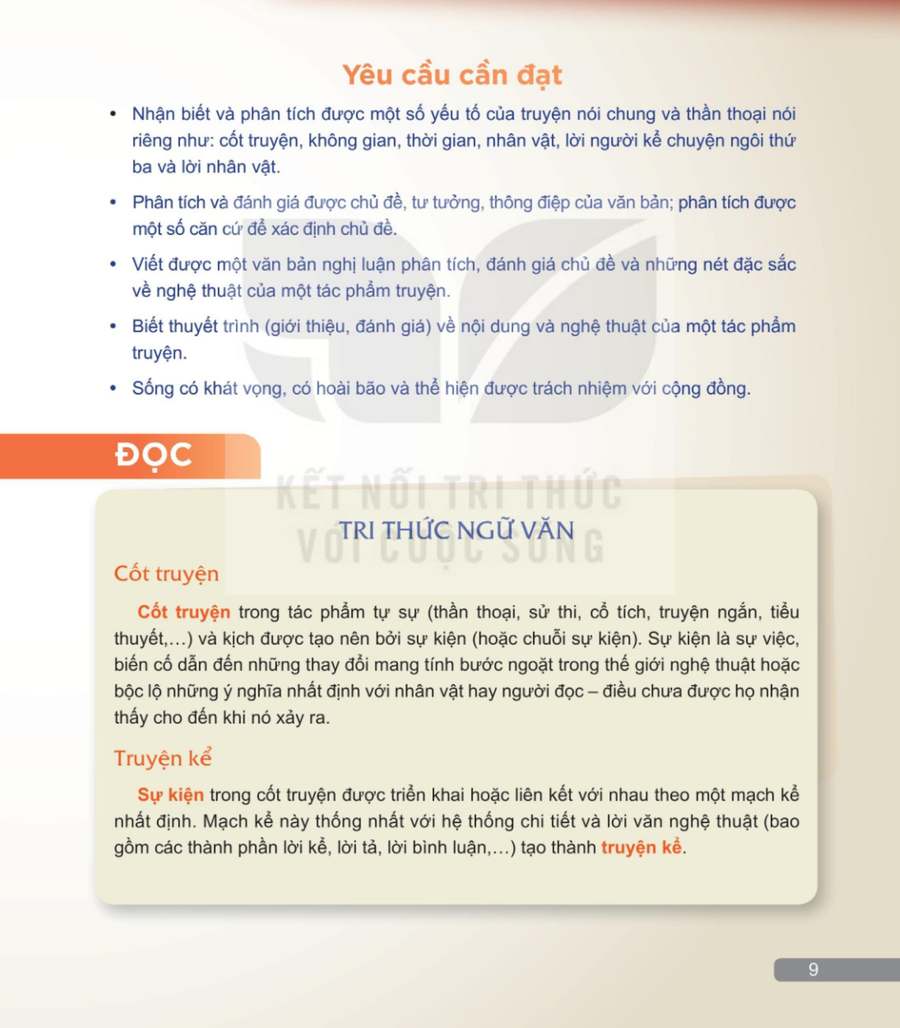 Yêu cầu cần đạt
• Nhận biết và phân tích được một số yếu tố của truyện nói chung và thần thoại nói
riêng như: cốt truyện, không gian, thời gian, nhân vật, lời người kể chuyện ngôi thứ
ba và lời nhân vật.
• Phân tích và đánh giá được chủ đề, tư tưởng, thông điệp của văn bản; phân tích được
một số căn cứ để xác định chủ đề.
• Viết được một văn bản nghị luận phân tích, đánh giá chủ đề và những nét đặc sắc
về nghệ thuật của một tác phẩm truyện.
• Biết thuyết trình (giới thiệu, đánh giá) về nội dung và nghệ thuật của một tác phẩm
truyện.
• Sống có khát vọng, có hoài bão và thể hiện được trách nhiệm với cộng đồng.
ĐỌC
KẾT NỐI TRI THỨC
VỚI CUỘC SỐNG
TRI THỨC NGỮ VĂN
Cốt truyện
Cốt truyện trong tác phẩm tự sự (thần thoại, sử thi, cổ tích, truyện ngắn, tiểu
thuyết,…) và kịch được tạo nên bởi sự kiện (hoặc chuỗi sự kiện). Sự kiện là sự việc,
biến cố dẫn đến những thay đổi mang tính bước ngoặt trong thế giới nghệ thuật hoặc
bộc lộ những ý nghĩa nhất định với nhân vật hay người đọc – điều chưa được họ nhận
thấy cho đến khi nó xảy ra.
Truyện kể
Sự kiện trong cốt truyện được triển khai hoặc liên kết với nhau theo một mạch kể
nhất định. Mạch kể này thống nhất với hệ thống chi tiết và lời văn nghệ thuật (bao
gồm các thành phần lời kể, lời tả, lời bình luận,…) tạo thành truyện kể.
9